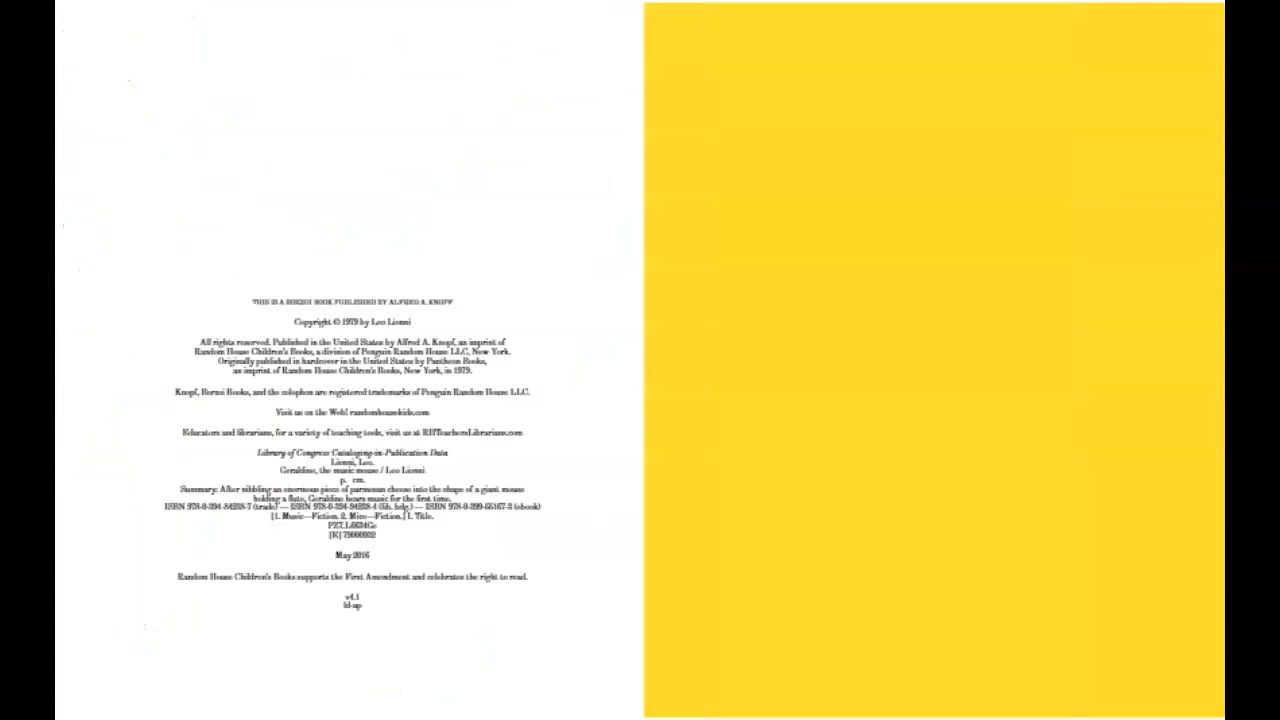 THIS IS A BORZOI BOOK PUBLISHED BY ALFRED A. KNOPF
Copyright © 1979 by Leo Lionni
All rights reserved. Published in the United States by Alfred A. Knopf, an imprint of
Random House Children's Books, a division of Penguin Random House LLC, New York.
Originally published in hardcover in the United States by Pantheon Books,
an imprint of Random House Children's Books, New York, in 1979.
Knopf, Borzoi Books, and the colophon are registered trademarks of Penguin Random House LLC.
Visit us on the Web! randomhousekids.com
Educators and librarians, for a variety of teaching tools, visit us at RHTeachersLibrarians.com
Library of Congress Cataloging-in-Publication Data
Lionni, Leo.
Geraldine, the music mouse / Leo Lionni
p. cm.
Summary: After nibbling an enormous piece of parmesan cheese into the shape of a giant mouse
holding a flute, Geraldine hears music for the first time.
ISBN (trade) — ISBN (lib. bdg.) — ISBN (ebook)
[1. Music—Fiction. 2. Mice—Fiction.] I. Title.
[E]
May 2016
Random House Children's Books supports the First Amendment and celebrates the right to read.
v4.1